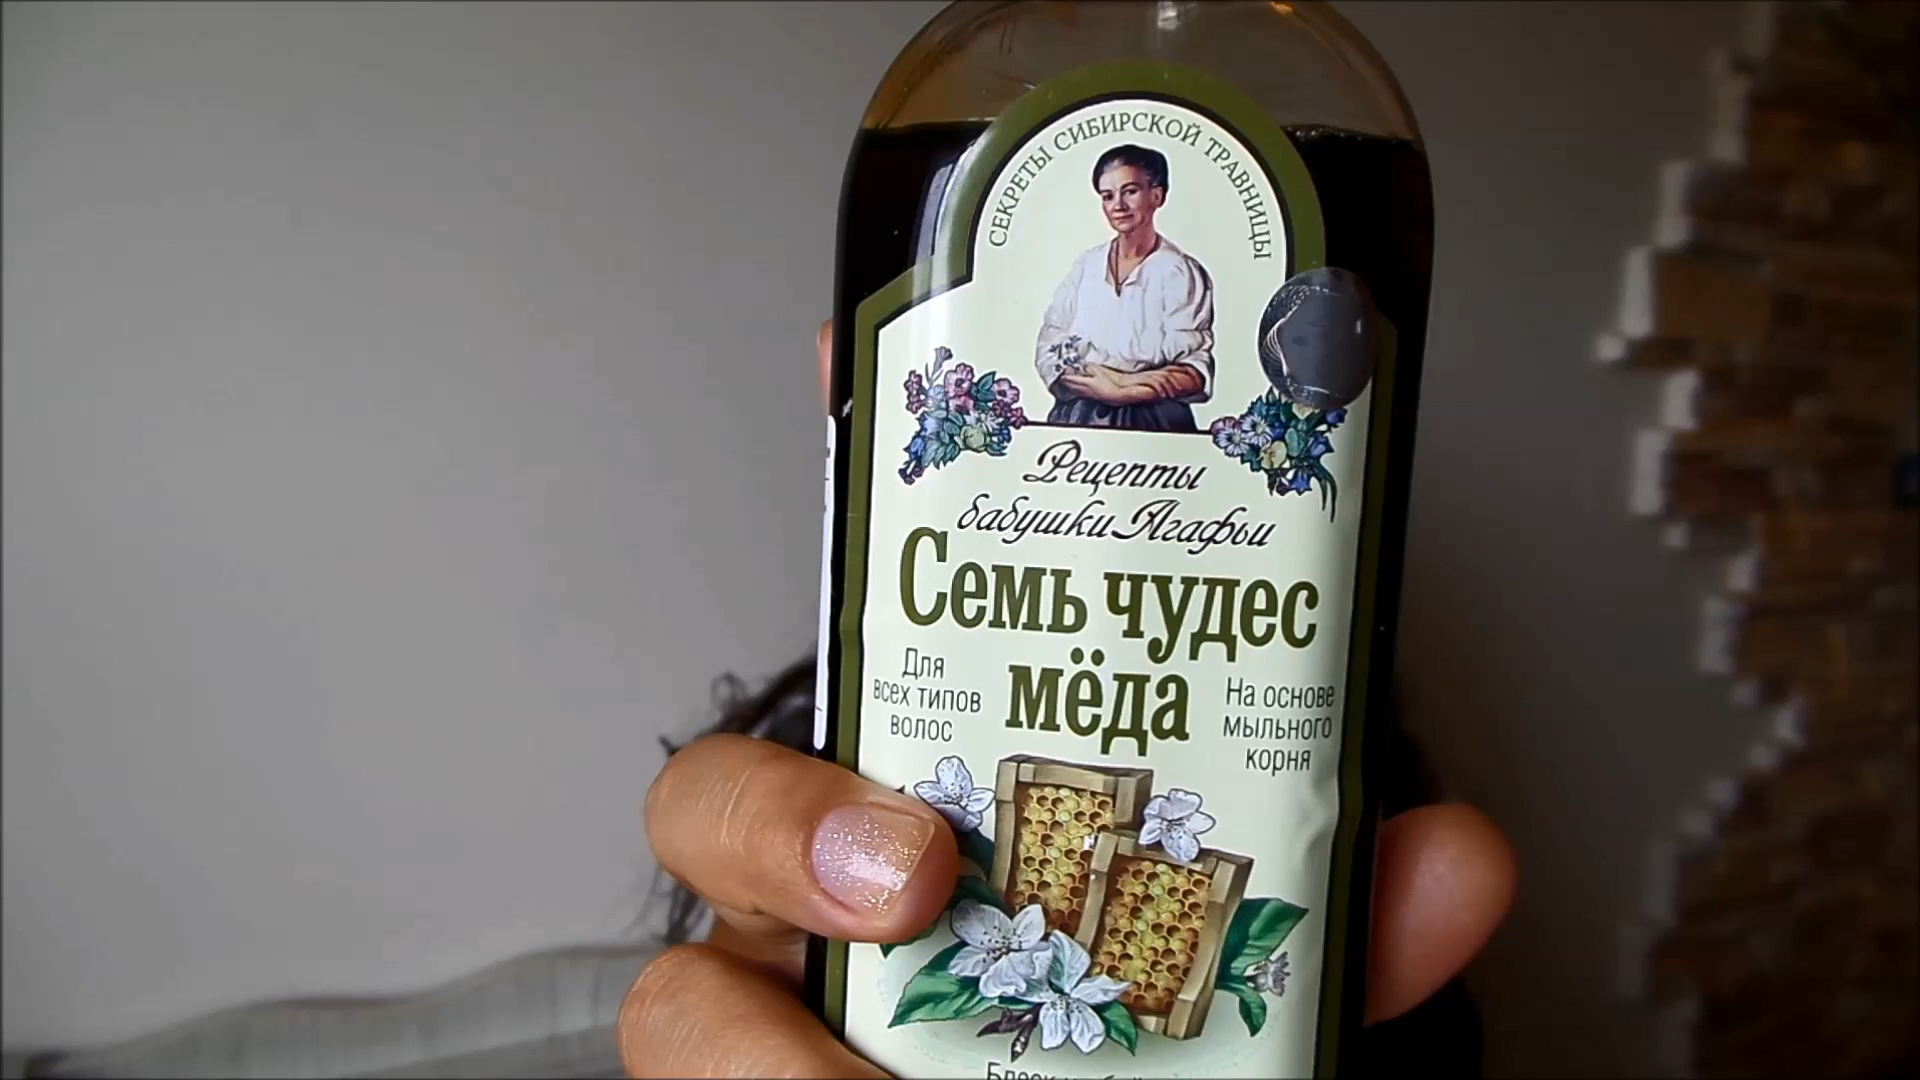 СЕКРЕТЫ СИБИРСКОЙ ТРАВНИЦЫ
Рецепты
бабушки Агафьи
Семь чудес
мёда
Для
всех типов
волос
На основе
мыльного
корня